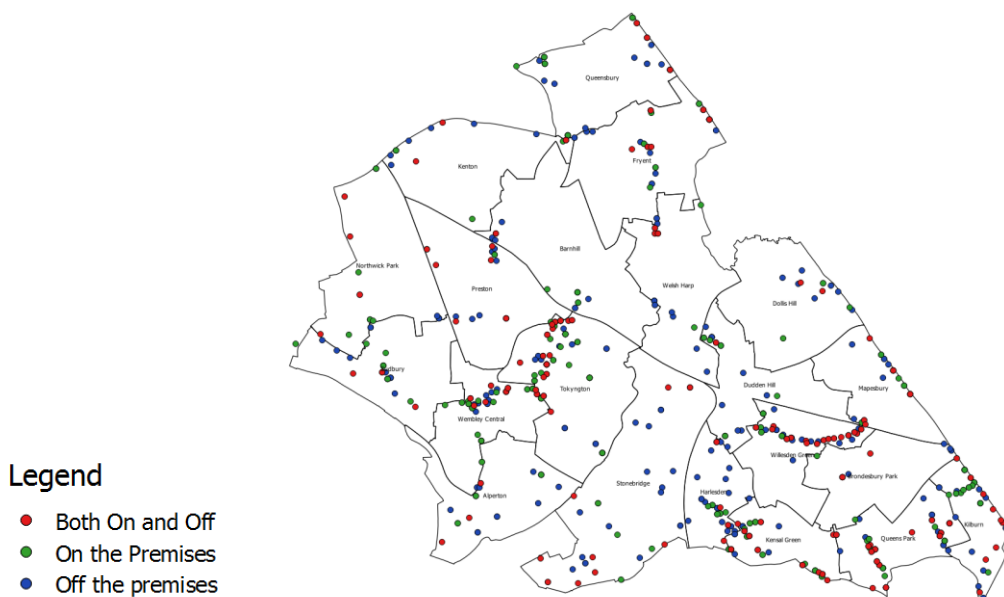 Queensbury
Fryent
Kenton
Barnhill
Northwick Park
Welsh Harp
Preston
Dollis Hill
Sudbury
Tokyngton
Dudden Hill
Mapesbury
Wembley Central
Willesden Green
Brondesbury Park
Stonebridge
Harlesden
Alperton
Kilburn
Kensal Green
Queens Park
Legend
Both On and Off
On the Premises
Off the premises